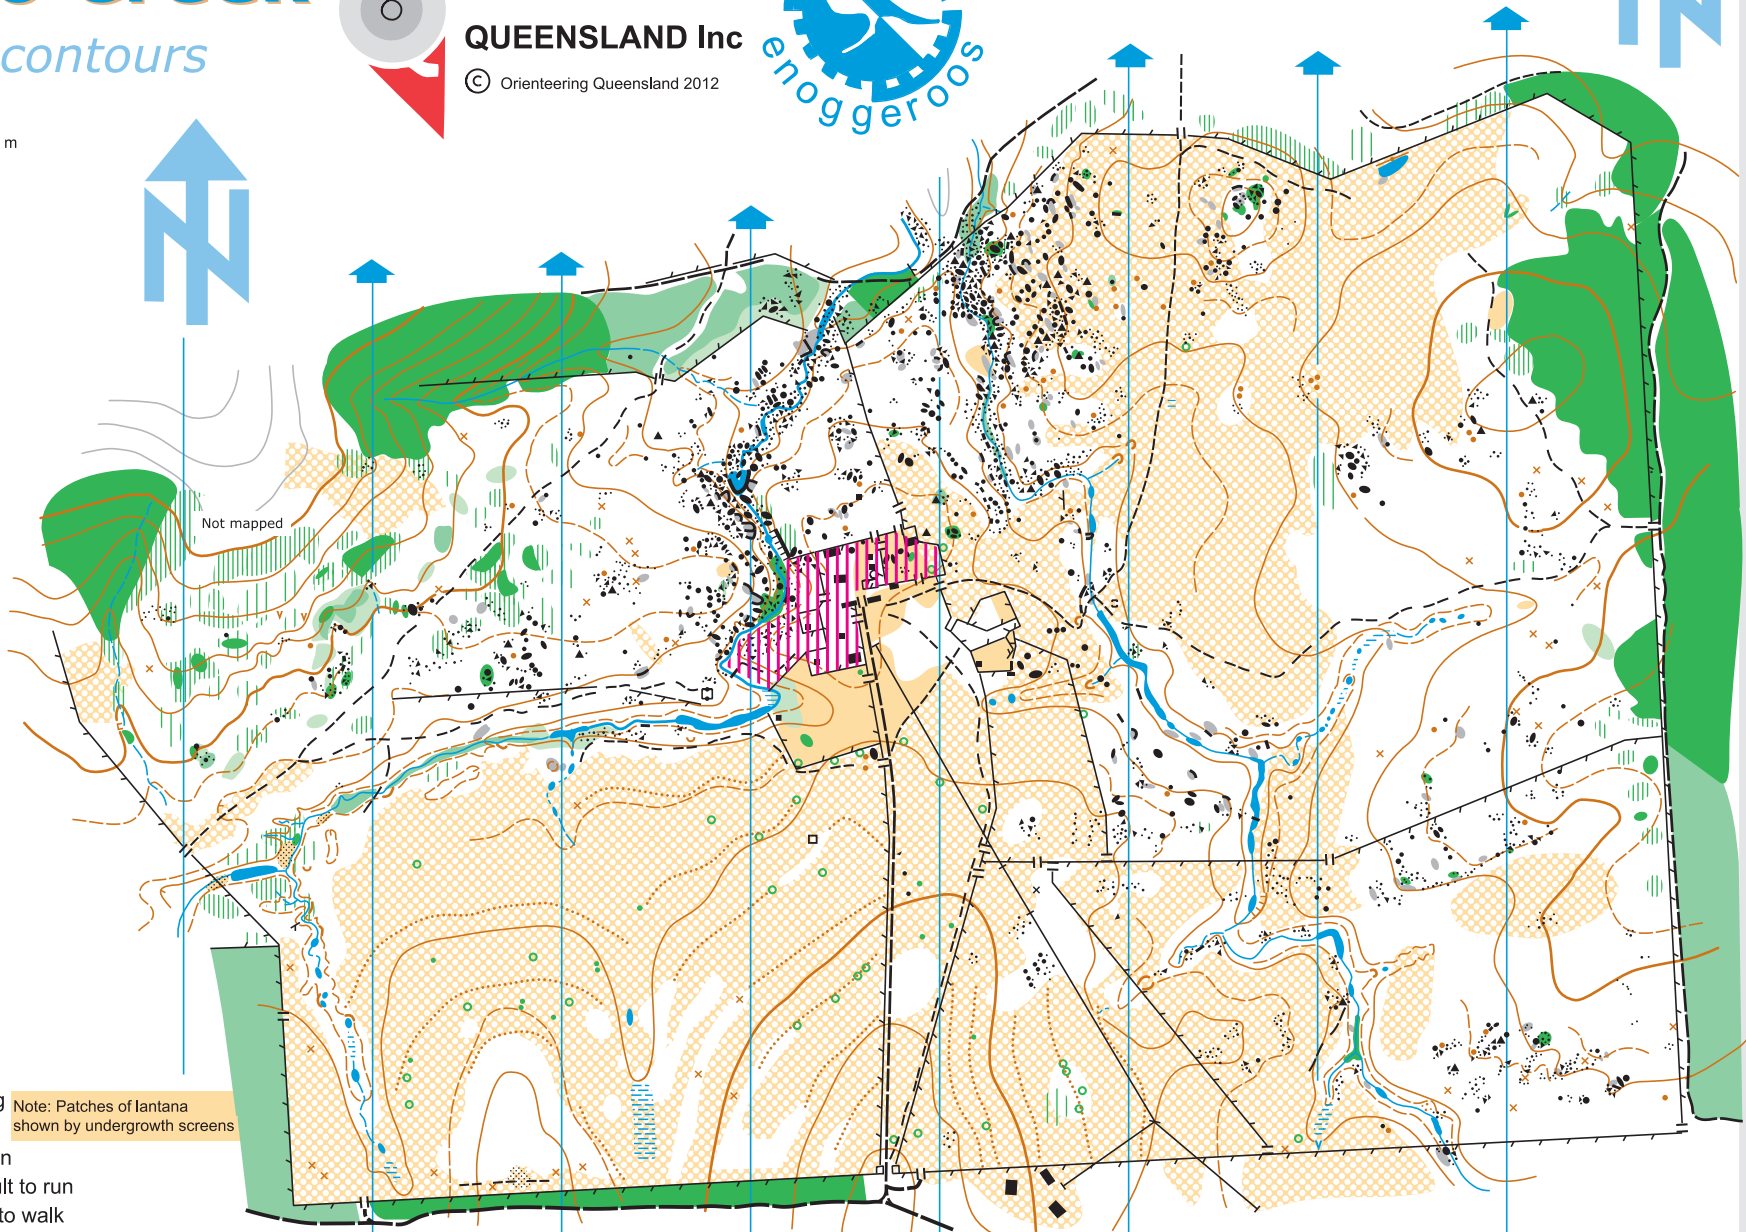 Creek
contours
QUEENSLAND Inc
© Orienteering Queensland 2012
enoggeroos
N
N
m
Not mapped
g
Note: Patches of lantana
shown by undergrowth screens
n
lt to run
to walk